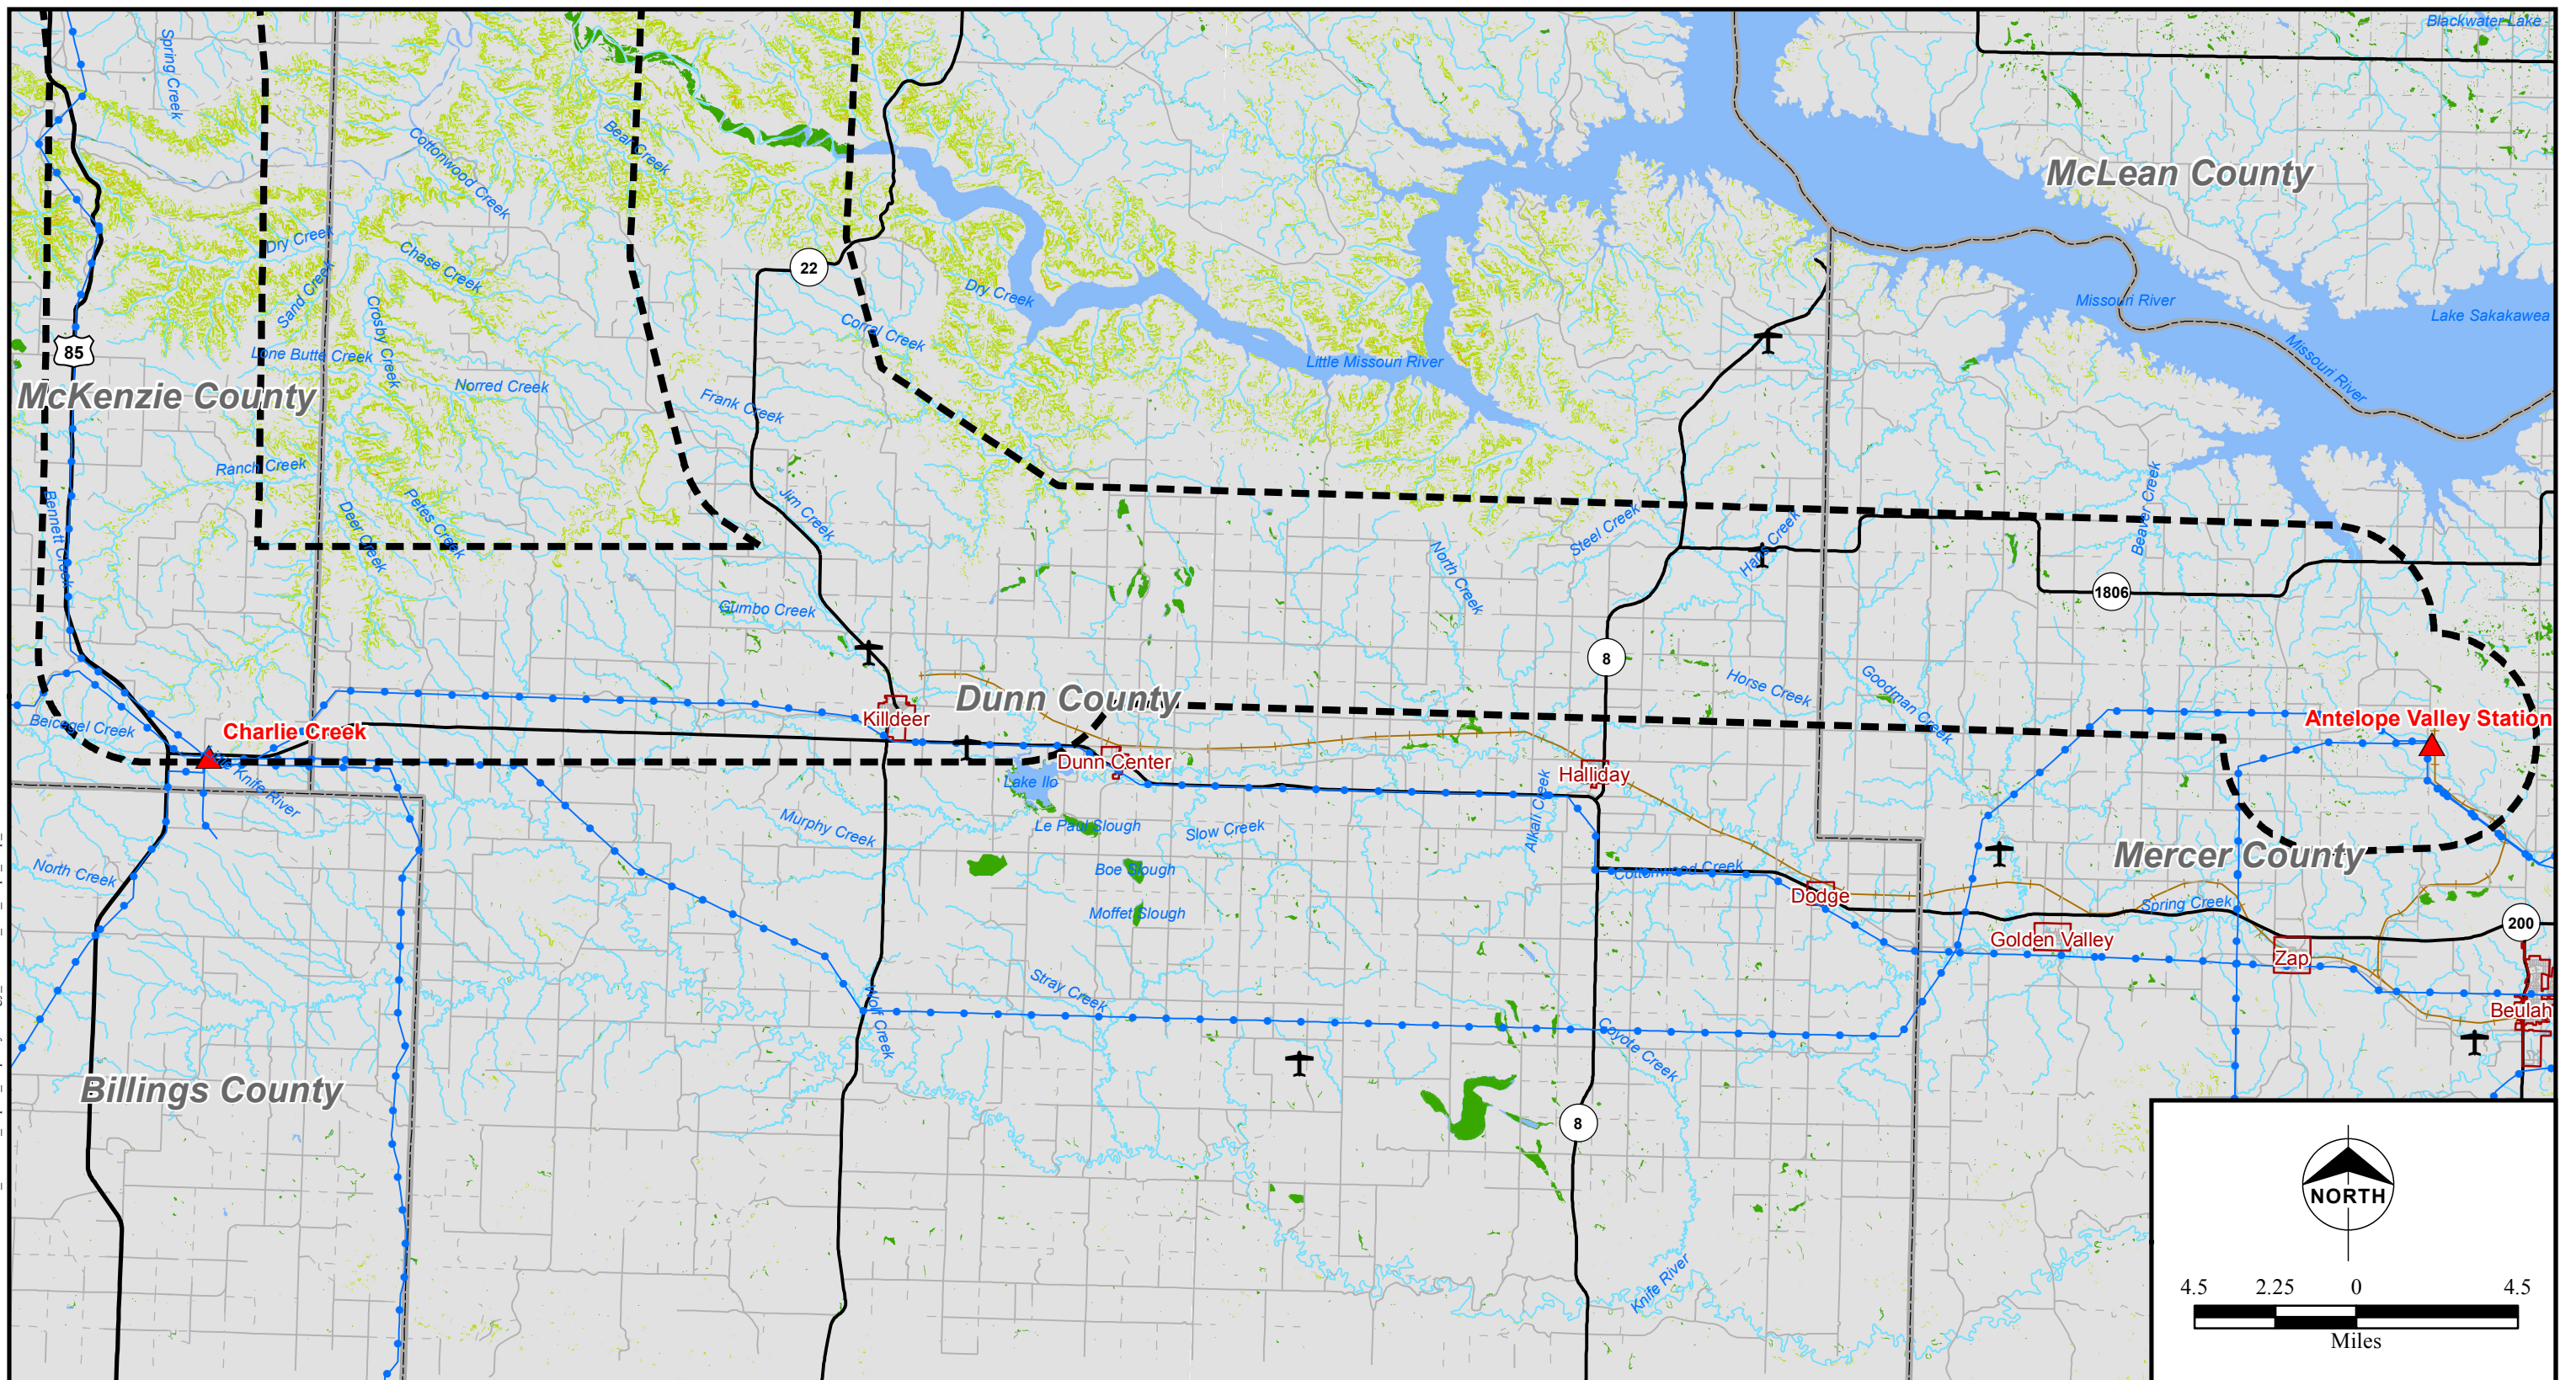 Blackwater Lake
Spring Creek
Cottonwood Creek
Bear Creek
McLean County
Dry Creek
Sand Creek
Chase Creek
22
Dry Creek
Missouri River
Lake Sakakawea
Crosby Creek
Corral Creek
85
Lone Butte Creek
Little Missouri River
Missouri River
McKenzie County
Norred Creek
Frank Creek
Ranch Creek
Bennett Creek
Deer Creek
Petes Creek
Jim Creek
Steel Creek
Hans Creek
Beaver Creek
North Creek
1806
Gumbo Creek
8
Horse Creek
Goodman Creek
Dunn County
Killdeer
Beicegel Creek
Charlie Creek
Antelope Valley Station
Dunn Center
Halliday
Lake Ilo
Knife River
Alkali Creek
Murphy Creek
Le Paul Slough
Slow Creek
North Creek
Boe Slough
Cottonwood Creek
Mercer County
Dodge
Moffet Slough
Spring Creek
200
Golden Valley
Zap
Stray Creek
Wolf Creek
Beulah
Coyote Creek
Billings County
8
Knife River
NORTH
4.5 2.25 0 4.5
Miles